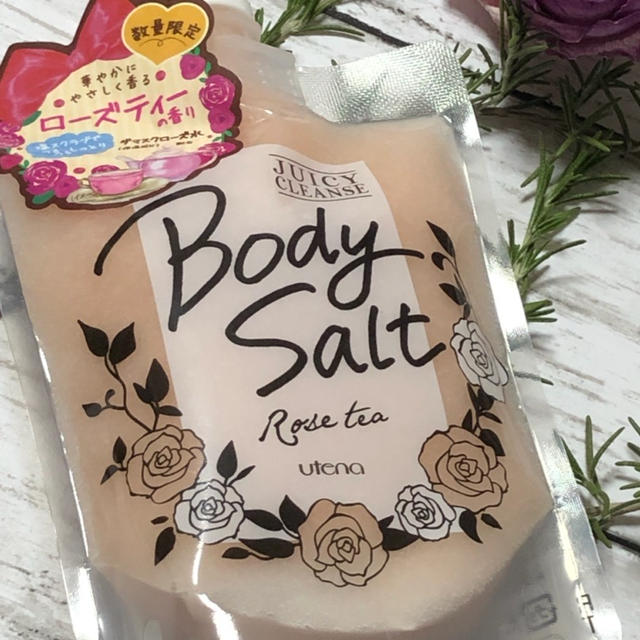 数量限定
華やかに
やさしく香る
ローズティー
の香り
JUICY
CLEANSE
Body
Salt
Rose tea
utena